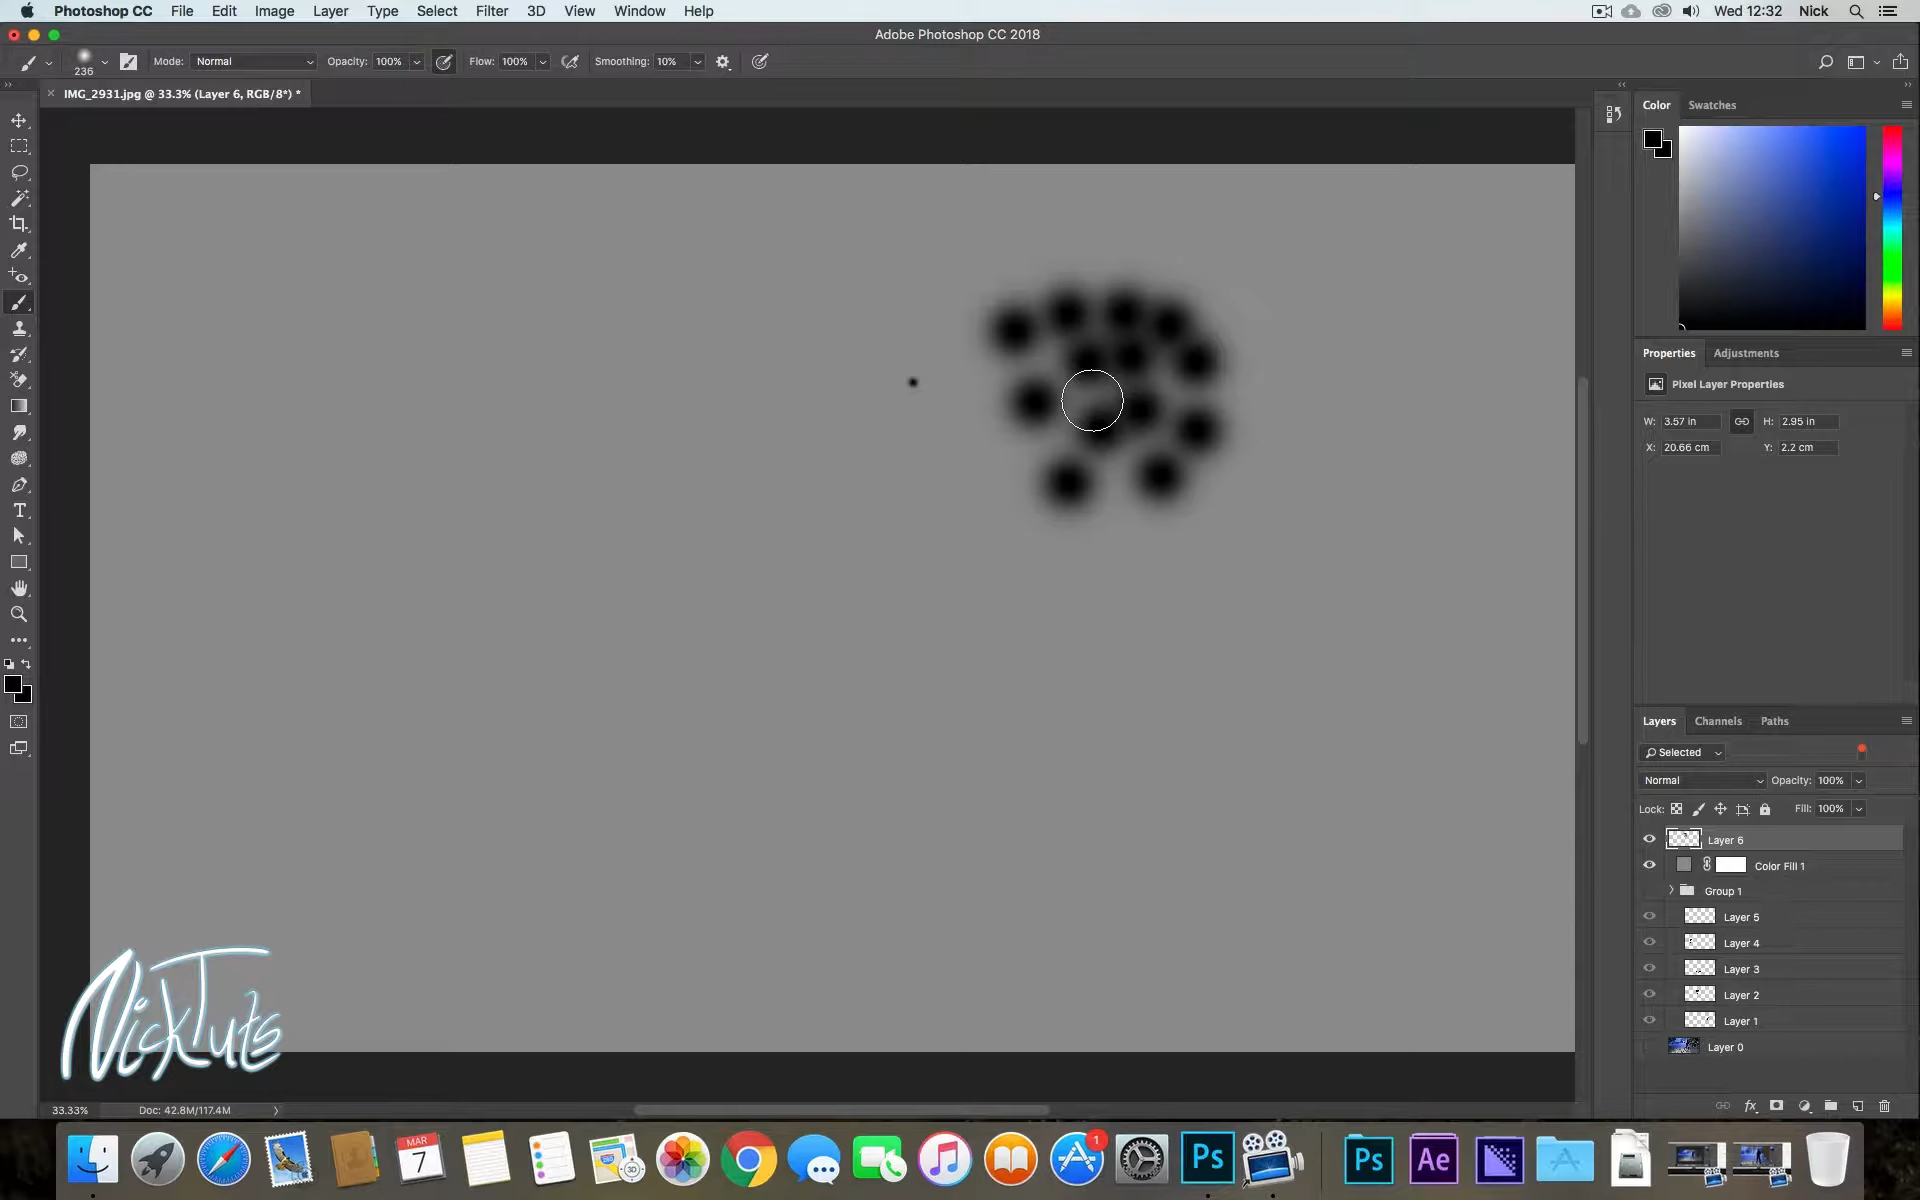 Photoshop CC File Edit Image Layer Type Select Filter 3D View Window Help Wed 12:32 Nick
Adobe Photoshop CC 2018
236 Mode: Normal Opacity: 100% Flow: 100% Smoothing: 10%
IMG_2931.jpg @ 33.3% (Layer 6, RGB/8*) *
Color Swatches
Properties Adjustments
Pixel Layer Properties
W: 3.57 in H: 2.95 in
X: 20.66 cm Y: 2.2 cm
Layers Channels Paths
Selected
Normal Opacity: 100%
Lock: Fill: 100%
Layer 6
Color Fill 1
Group 1
Layer 5
Layer 4
Layer 3
Layer 2
Layer 1
Layer 0
NickTuts
33.33% Doc: 42.8M/117.4M
MAR
7
3D
1
Ps
Ps
Ae